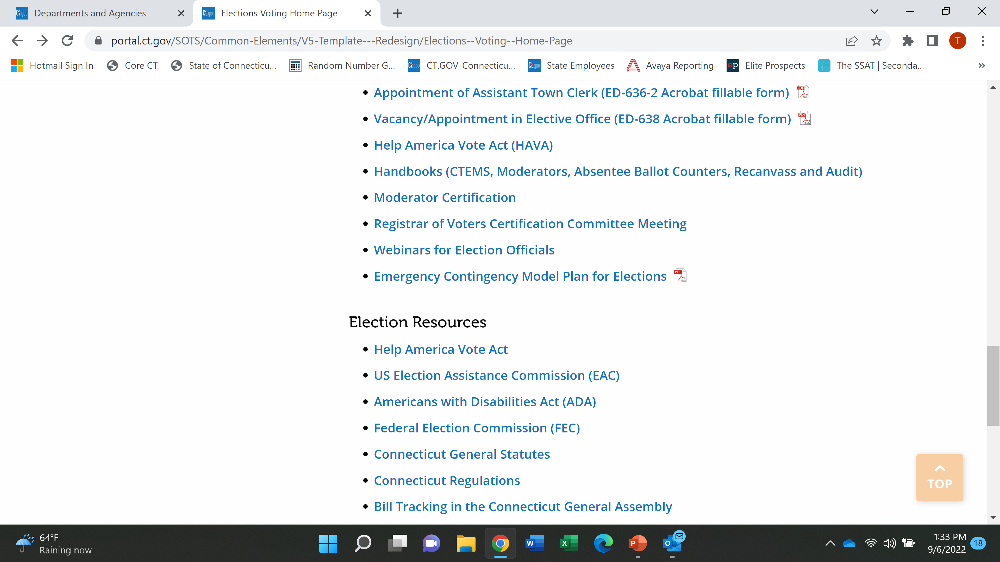 Departments and Agencies
Elections Voting Home Page
portal.ct.gov/SOTS/Common-Elements/V5-Template---Redesign/Elections--Voting--Home-Page
T
Hotmail Sign In
Core CT
State of Connecticu...
Random Number G...
CT.GOV-Connecticu...
State Employees
Avaya Reporting
ep
Elite Prospects
The SSAT | Seconda...
Appointment of Assistant Town Clerk (ED-636-2 Acrobat fillable form)
Vacancy/Appointment in Elective Office (ED-638 Acrobat fillable form)
Help America Vote Act (HAVA)
Handbooks (CTEMS, Moderators, Absentee Ballot Counters, Recanvass and Audit)
Moderator Certification
Registrar of Voters Certification Committee Meeting
Webinars for Election Officials
Emergency Contingency Model Plan for Elections
Election Resources
Help America Vote Act
US Election Assistance Commission (EAC)
Americans with Disabilities Act (ADA)
Federal Election Commission (FEC)
Connecticut General Statutes
Connecticut Regulations
Bill Tracking in the Connecticut General Assembly
TOP
64°F
Raining now
1:33 PM
9/6/2022
18